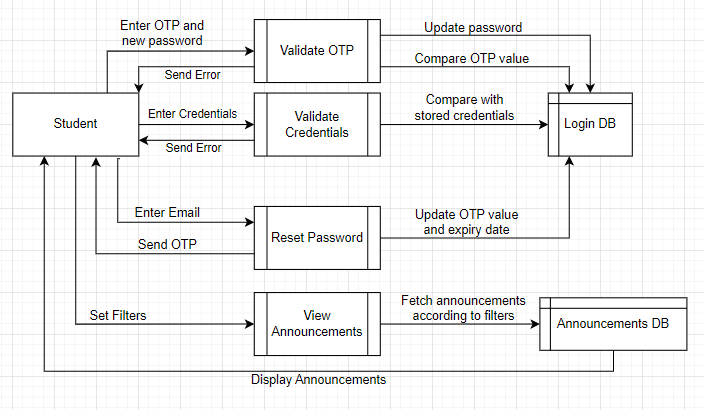 Enter OTP and
new password
Update password
Validate OTP
Compare OTP value
Send Error
Student
Enter Credentials
Validate
Credentials
Compare with
stored credentials
Login DB
Send Error
Enter Email
Reset Password
Update OTP value
and expiry date
Send OTP
Set Filters
View
Announcements
Fetch announcements
according to filters
Announcements DB
Display Announcements